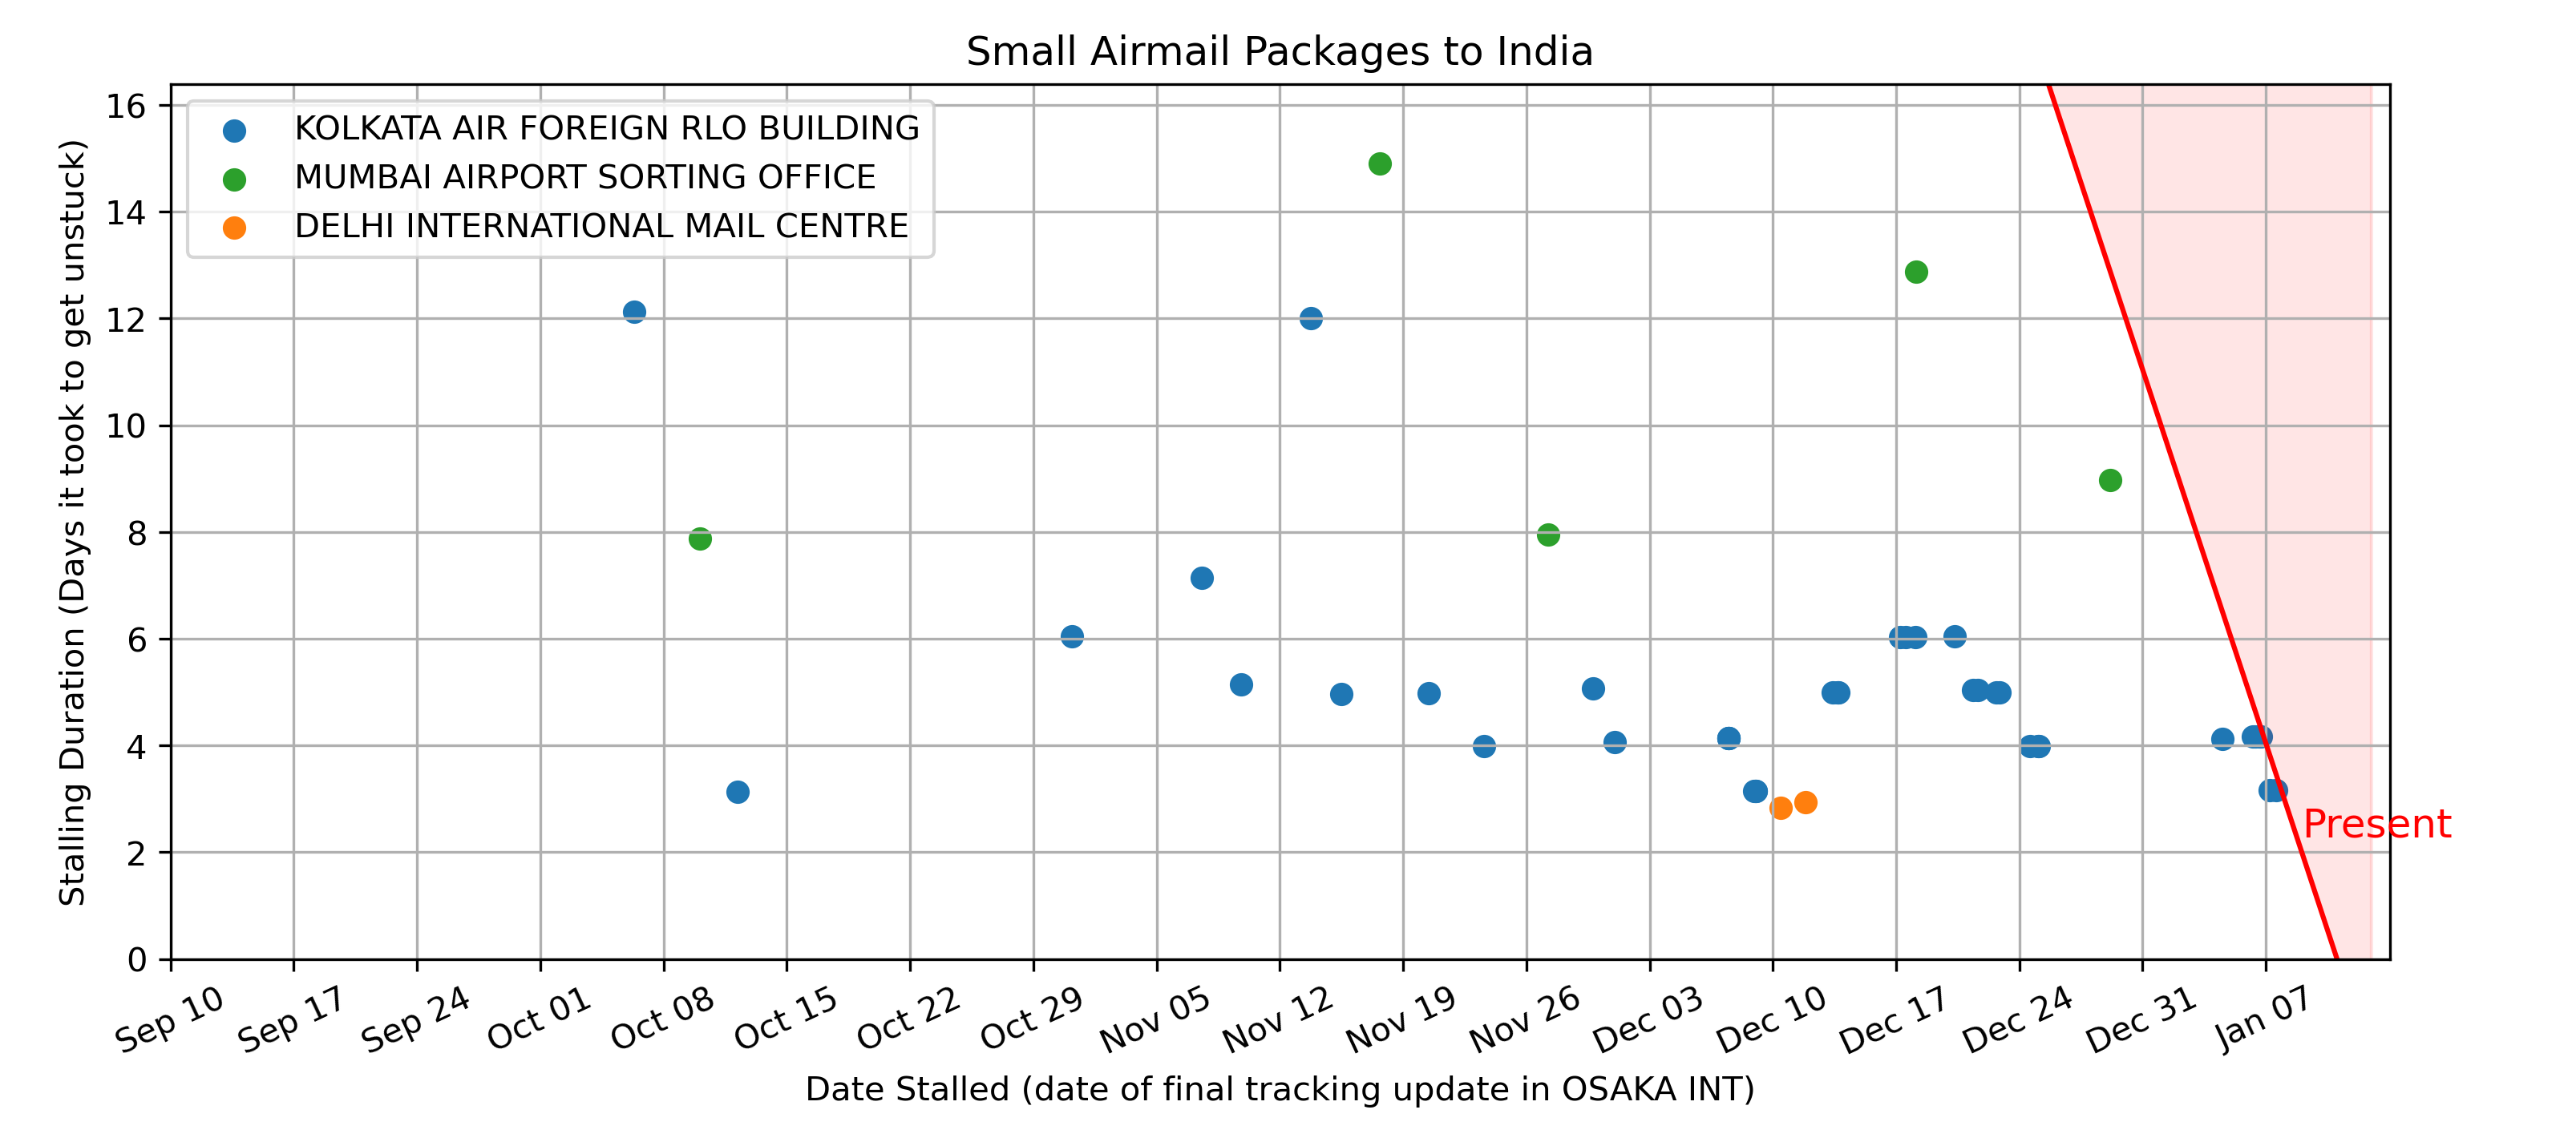 Small Airmail Packages to India
KOLKATA AIR FOREIGN RLO BUILDING
MUMBAI AIRPORT SORTING OFFICE
DELHI INTERNATIONAL MAIL CENTRE
Stalling Duration (Days it took to get unstuck)
16
14
12
10
8
6
4
2
0
Present
Sep 10
Sep 17
Sep 24
Oct 01
Oct 08
Oct 15
Oct 22
Oct 29
Nov 05
Nov 12
Nov 19
Nov 26
Dec 03
Dec 10
Dec 17
Dec 24
Dec 31
Jan 07
Date Stalled (date of final tracking update in OSAKA INT)